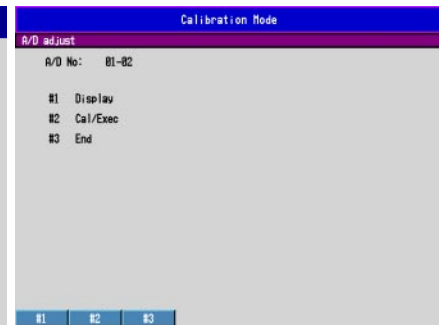 Calibration Mode
A/D adjust
A/D No: 01-02
#1 Display
#2 Cal/Exec
#3 End
#1 #2 #3